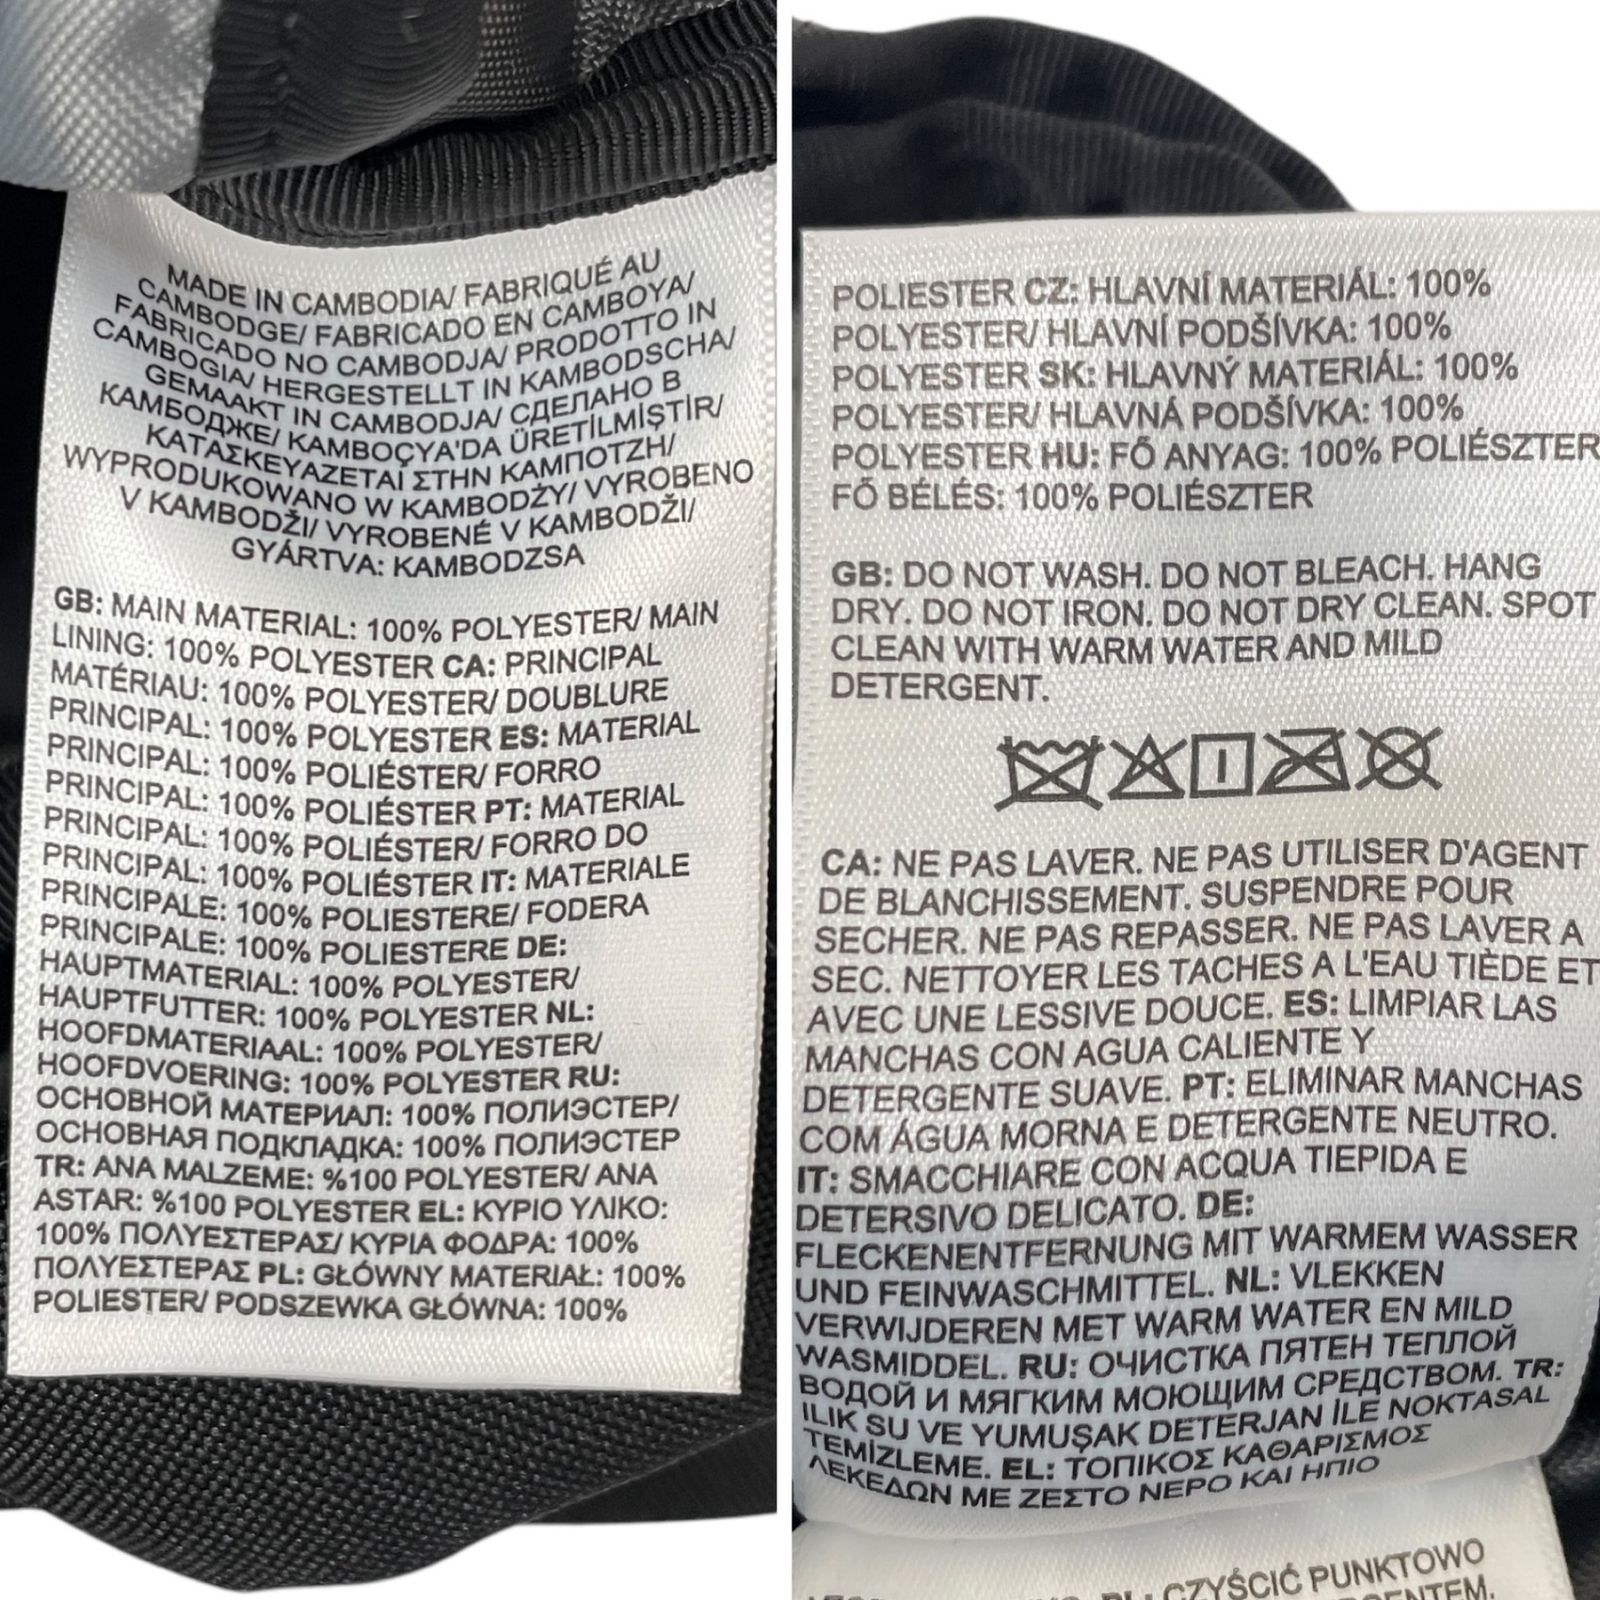 MADE IN CAMBODIA/ FABRIQUÉ AU
CAMBODGE/ FABRICADO EN CAMBOYA/
FABRICADO NO CAMBODJA/ PRODOTTO IN
CAMBOGIA/ HERGESTELLT IN KAMBODSCHA/
GEMAAKT IN CAMBODJA/ СДЕЛАНО В
КАМБОДЖЕ/ KAMBOÇYA'DA ÜRETİLMİŞTİR/
ΚΑΤΑΣΚΕΥΑΖΕΤΑΙ ΣΤΗΝ ΚΑΜΠΟΤΖΗ/
WYPRODUKOWANO W KAMBODŻY/ VYROBENO
V KAMBODŽI/ VYROBENÉ V KAMBODŽI/
GYÁRTVA: KAMBODZSA
GB: MAIN MATERIAL: 100% POLYESTER/ MAIN
LINING: 100% POLYESTER CA: PRINCIPAL
MATÉRIAU: 100% POLYESTER/ DOUBLURE
PRINCIPAL: 100% POLYESTER ES: MATERIAL
PRINCIPAL: 100% POLIÉSTER/ FORRO
PRINCIPAL: 100% POLIÉSTER PT: MATERIAL
PRINCIPAL: 100% POLIÉSTER/ FORRO DO
PRINCIPAL: 100% POLIÉSTER IT: MATERIALE
PRINCIPALE: 100% POLIESTERE/ FODERA
PRINCIPALE: 100% POLIESTERE DE:
HAUPTMATERIAL: 100% POLYESTER/
HAUPTFUTTER: 100% POLYESTER NL:
HOOFDMATERIAAL: 100% POLYESTER/
HOOFDVOERING: 100% POLYESTER RU:
ОСНОВНОЙ МАТЕРИАЛ: 100% ПОЛИЭСТЕР/
ОСНОВНАЯ ПОДКЛАДКА: 100% ПОЛИЭСТЕР
TR: ANA MALZEME: %100 POLYESTER/ ANA
ASTAR: %100 POLYESTER EL: ΚΥΡΙΟ ΥΛΙΚΟ:
100% ΠΟΛΥΕΣΤΕΡΑΣ/ ΚΥΡΙΑ ΦΟΔΡΑ: 100%
ΠΟΛΥΕΣΤΕΡΑΣ PL: GŁÓWNY MATERIAŁ: 100%
POLIESTER/ PODSZEWKA GŁÓWNA: 100%
POLIESTER CZ: HLAVNÍ MATERIÁL: 100%
POLYESTER/ HLAVNÍ PODŠÍVKA: 100%
POLYESTER SK: HLAVNÝ MATERIÁL: 100%
POLYESTER/ HLAVNÁ PODŠÍVKA: 100%
POLYESTER HU: FŐ ANYAG: 100% POLIÉSZTER
FŐ BÉLÉS: 100% POLIÉSZTER
GB: DO NOT WASH. DO NOT BLEACH. HANG
DRY. DO NOT IRON. DO NOT DRY CLEAN. SPOT
CLEAN WITH WARM WATER AND MILD
DETERGENT.
CA: NE PAS LAVER. NE PAS UTILISER D'AGENT
DE BLANCHISSEMENT. SUSPENDRE POUR
SECHER. NE PAS REPASSER. NE PAS LAVER A
SEC. NETTOYER LES TACHES A L'EAU TIÈDE ET
AVEC UNE LESSIVE DOUCE. ES: LIMPIAR LAS
MANCHAS CON AGUA CALIENTE Y
DETERGENTE SUAVE. PT: ELIMINAR MANCHAS
COM ÁGUA MORNA E DETERGENTE NEUTRO.
IT: SMACCHIARE CON ACQUA TIEPIDA E
DETERSIVO DELICATO. DE:
FLECKENENTFERNUNG MIT WARMEM WASSER
UND FEINWASCHMITTEL. NL: VLEKKEN
VERWIJDEREN MET WARM WATER EN MILD
WASMIDDEL. RU: ОЧИСТКА ПЯТЕН ТЕПЛОЙ
ВОДОЙ И МЯГКИМ МОЮЩИМ СРЕДСТВОМ. TR:
ILIK SU VE YUMUŞAK DETERJAN İLE NOKTASAL
TEMİZLEME. EL: ΤΟΠΙΚΟΣ ΚΑΘΑΡΙΣΜΟΣ
ΛΕΚΕΔΩΝ ΜΕ ΖΕΣΤΟ ΝΕΡΟ ΚΑΙ ΗΠΙΟ
CZYŚCIĆ PUNKTOWO